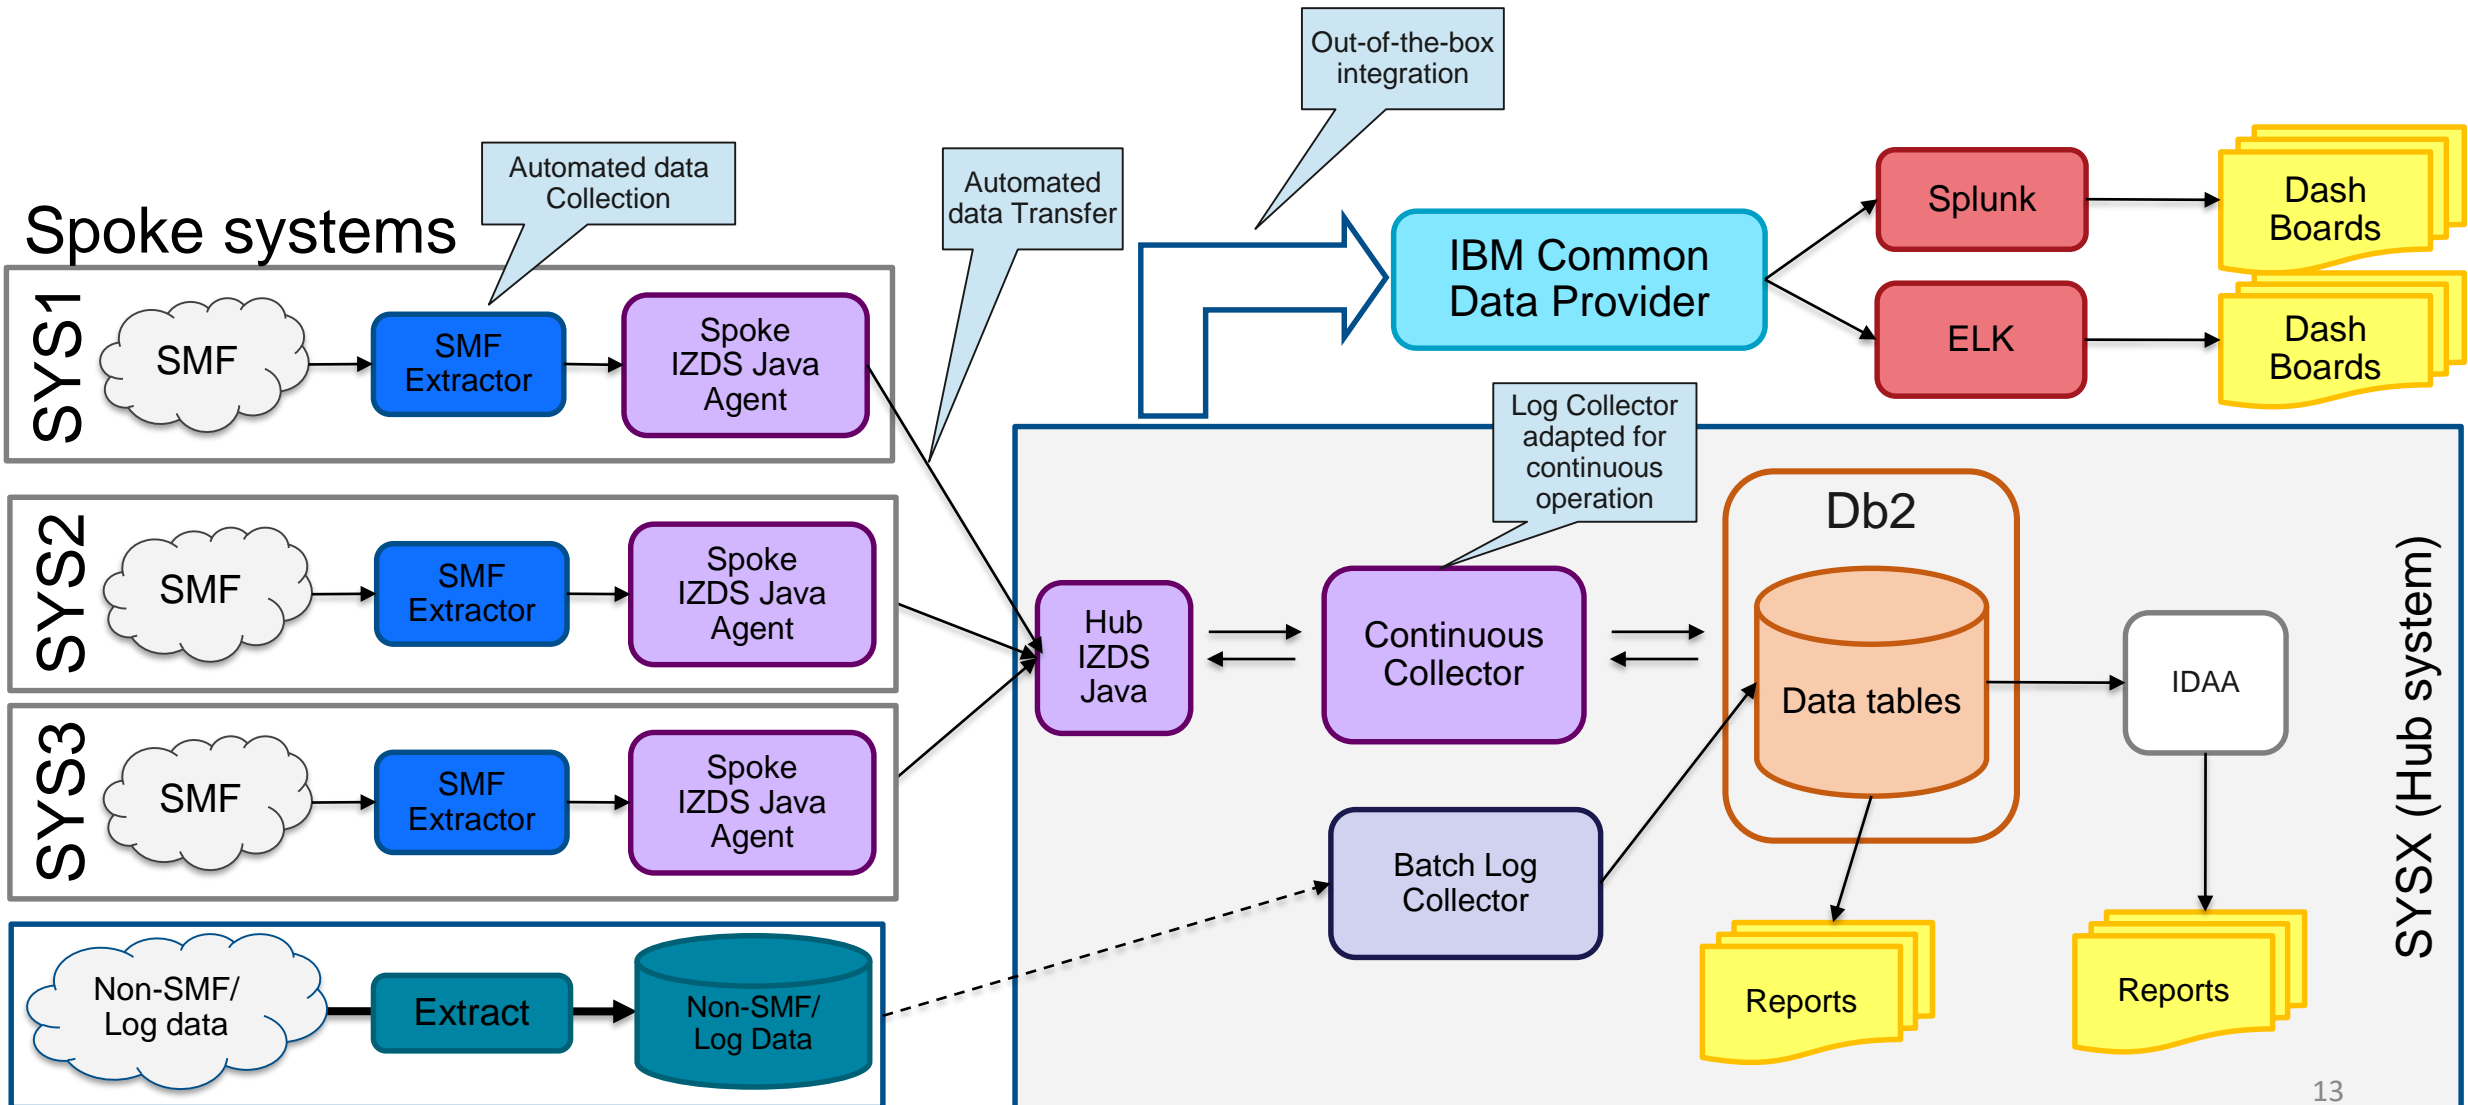 Out-of-the-box
integration
Automated data
Collection
Automated
data Transfer
Spoke systems
IBM Common
Data Provider
Splunk
Dash
Boards
ELK
Dash
Boards
SYS1
SMF
SMF
Extractor
Spoke
IZDS Java
Agent
SYS2
SMF
SMF
Extractor
Spoke
IZDS Java
Agent
SYS3
SMF
SMF
Extractor
Spoke
IZDS Java
Agent
Non-SMF/
Log data
Extract
Non-SMF/
Log Data
Log Collector
adapted for
continuous
operation
Hub
IZDS
Java
Continuous
Collector
Db2
Data tables
IDAA
Batch Log
Collector
Reports
Reports
SYSX (Hub system)
13